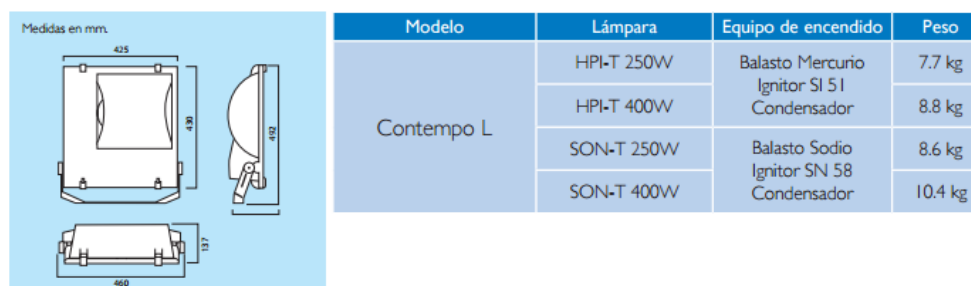 Medidas en mm.
425
430
492
137
460
Modelo Lámpara Equipo de encendido Peso
Contempo L
HPI-T 250W
HPI-T 400W
SON-T 250W
SON-T 400W
Balasto Mercurio
Ignitor SI 51
Condensador
Balasto Sodio
Ignitor SN 58
Condensador
7.7 kg
8.8 kg
8.6 kg
10.4 kg